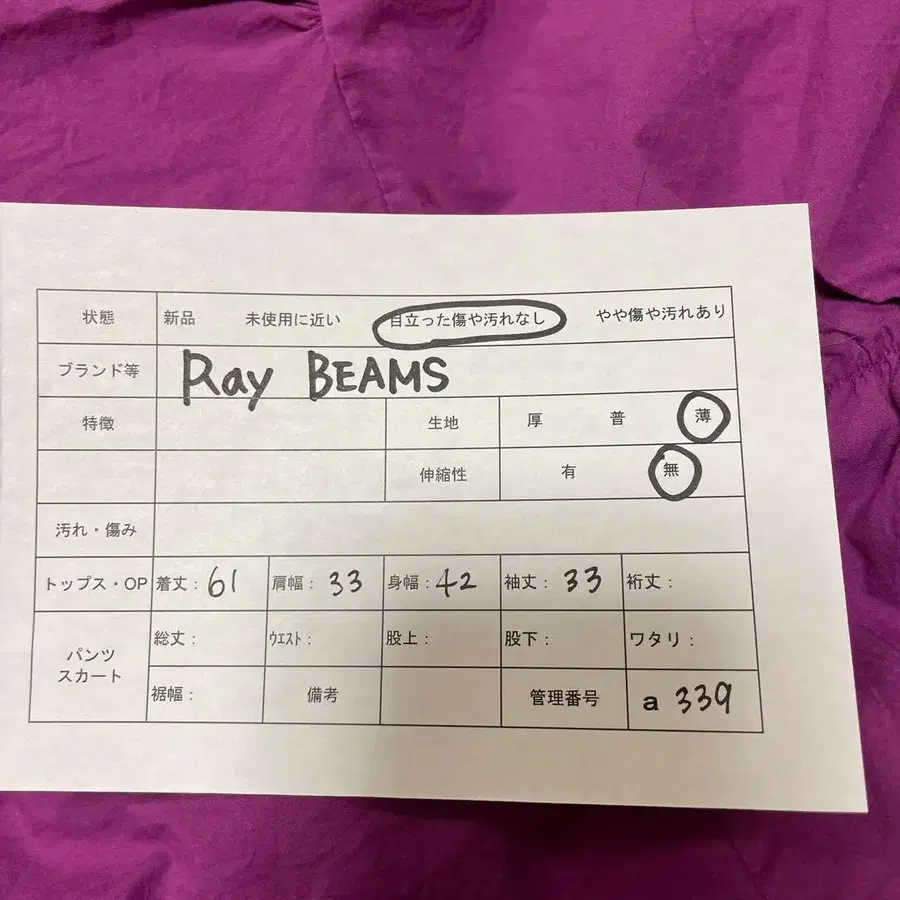 状態 新品 未使用に近い 目立った傷や汚れなし やや傷や汚れあり
ブランド等 Ray BEAMS
特徴 生地 厚 普 薄
伸縮性 有 無
汚れ・傷み
トップス・OP 着丈: 61 肩幅: 33 身幅: 42 袖丈: 33 裄丈:
パンツ スカート 総丈: ウエスト: 股上: 股下: ワタリ:
裾幅: 備考 管理番号 a 339